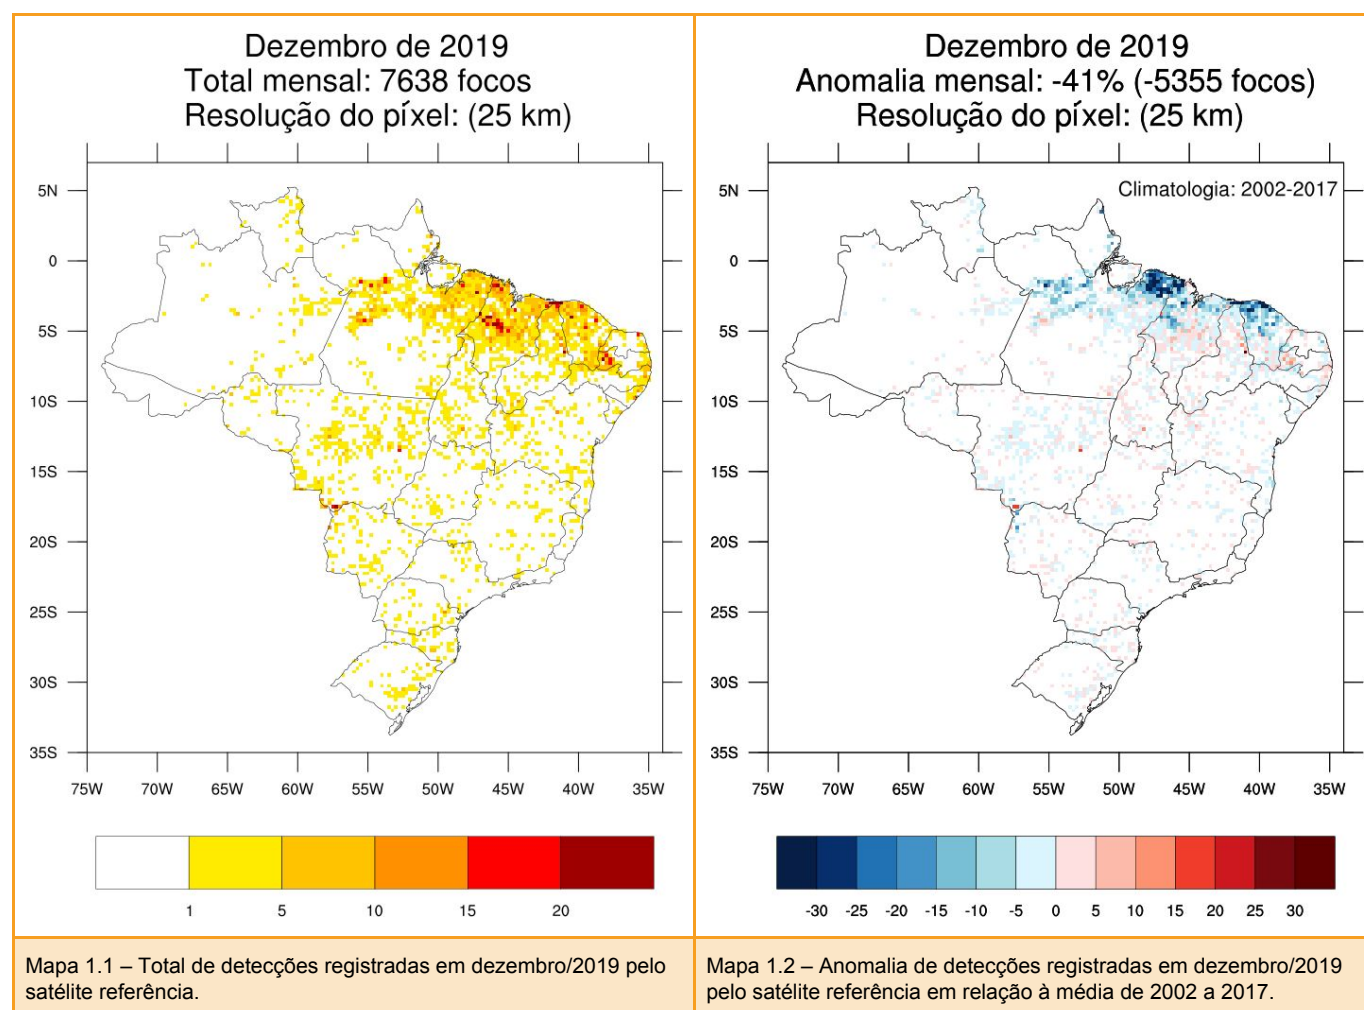 Dezembro de 2019
Total mensal: 7638 focos
Resolução do píxel: (25 km)
5N
0
5S
10S
15S
20S
25S
30S
35S
75W 70W 65W 60W 55W 50W 45W 40W 35W
1 5 10 15 20
Mapa 1.1 – Total de detecções registradas em dezembro/2019 pelo
satélite referência.
Dezembro de 2019
Anomalia mensal: -41% (-5355 focos)
Resolução do píxel: (25 km)
Climatologia: 2002-2017
5N
0
5S
10S
15S
20S
25S
30S
35S
75W 70W 65W 60W 55W 50W 45W 40W 35W
-30 -25 -20 -15 -10 -5 0 5 10 15 20 25 30
Mapa 1.2 – Anomalia de detecções registradas em dezembro/2019
pelo satélite referência em relação à média de 2002 a 2017.